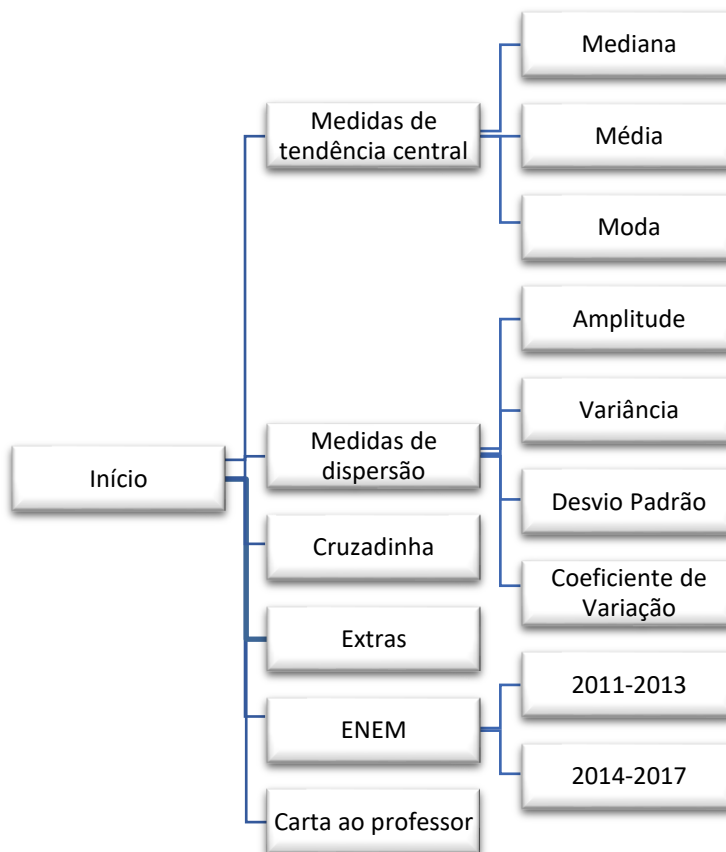 Mediana
Medidas de
tendência central
Média
Moda
Amplitude
Variância
Medidas de
dispersão
Início
Desvio Padrão
Cruzadinha
Coeficiente de
Variação
Extras
2011-2013
ENEM
2014-2017
Carta ao professor